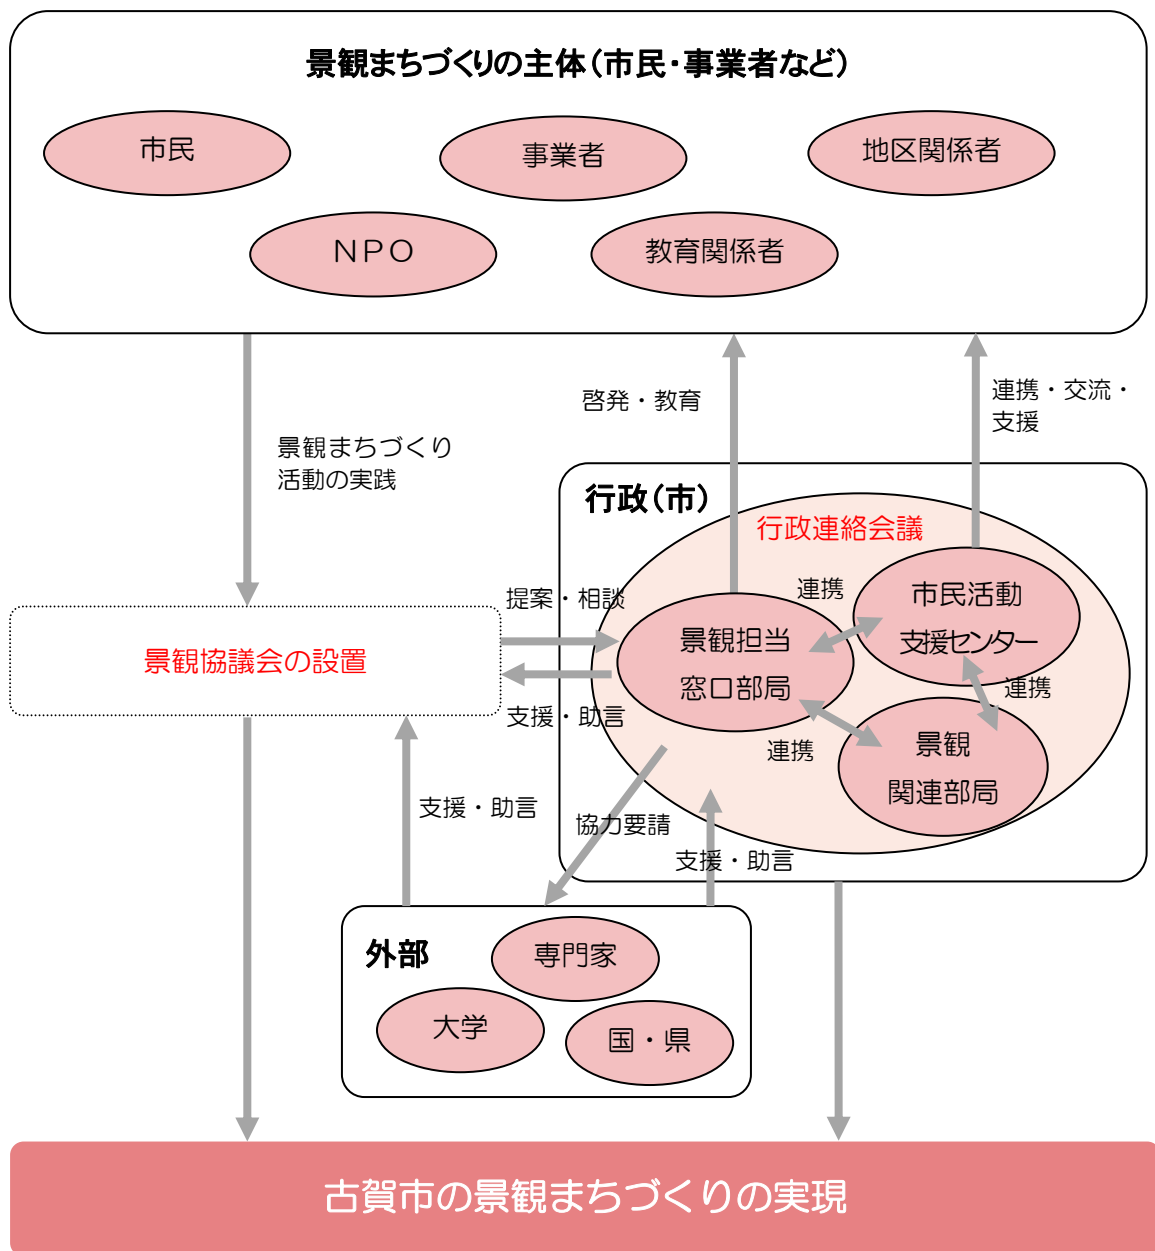 景観まちづくりの主体（市民・事業者など）
市民
事業者
地区関係者
ＮＰＯ
教育関係者
啓発・教育
連携・交流・
支援
景観まちづくり
活動の実践
行政（市）
行政連絡会議
提案・相談
連携
市民活動
支援センター
景観担当
窓口部局
景観協議会の設置
連携
支援・助言
連携
景観
関連部局
支援・助言
協力要請
支援・助言
外部
専門家
大学
国・県
古賀市の景観まちづくりの実現